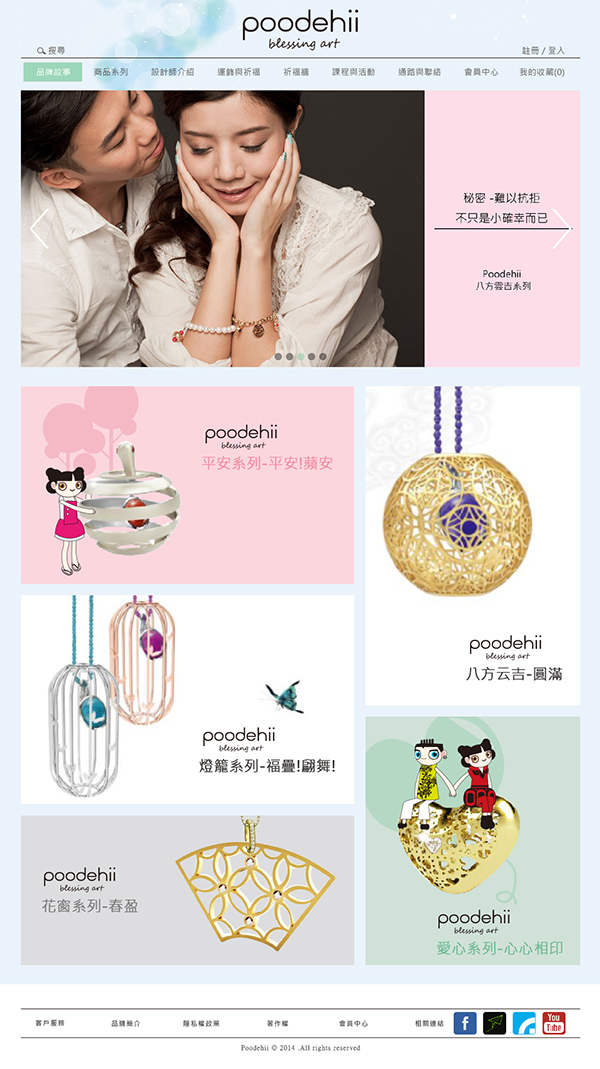 poodehii
blessing art
搜尋
註冊 / 登入
品牌故事 商品系列 設計師介紹 運飾與祈福 祈福牆 課程與活動 通路與聯絡 會員中心 我的收藏(0)
秘密 -難以抗拒
不只是小確幸而已
Poodehii
八方雲吉系列
poodehii
blessing art
平安系列-平安!蘋安
poodehii
blessing art
八方云吉-圓滿
poodehii
blessing art
燈籠系列-福疊!翩舞!
poodehii
blessing art
花窗系列-春盈
poodehii
blessing art
愛心系列-心心相印
客戶服務 品牌簡介 隱私權政策 著作權 會員中心 相關連結
f
You
Tube
Poodehii © 2014 .All rights reserved